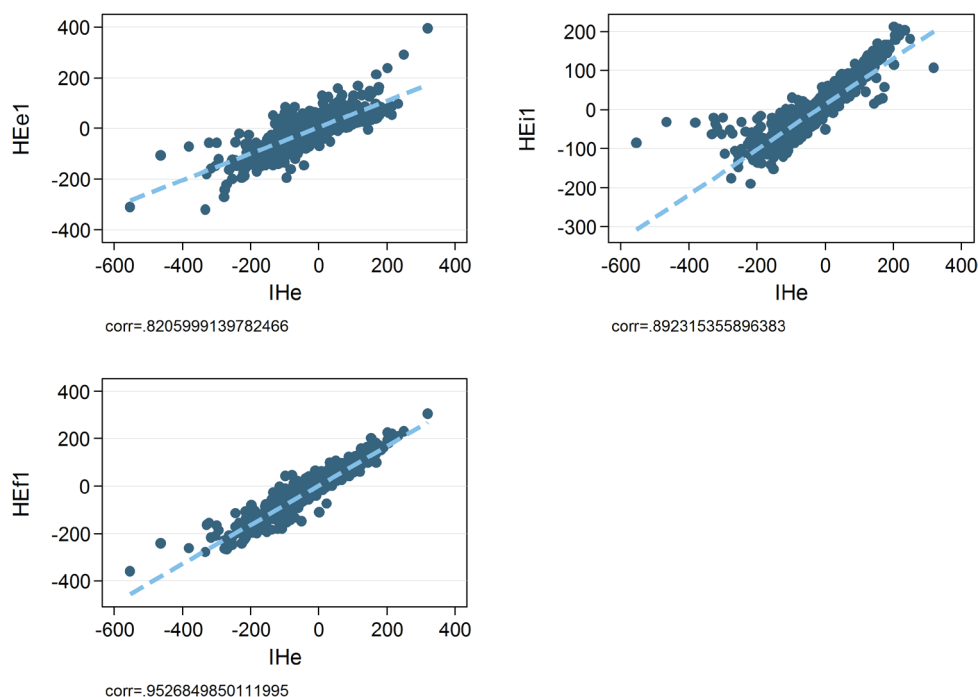 400
200
0
-200
-400
HEe1
-600 -400 -200 0 200 400
IHe
corr=.8205999139782466
200
100
0
-100
-200
-300
HEi1
-600 -400 -200 0 200 400
IHe
corr=.892315355896383
400
200
0
-200
-400
HEf1
-600 -400 -200 0 200 400
IHe
corr=.9526849850111995